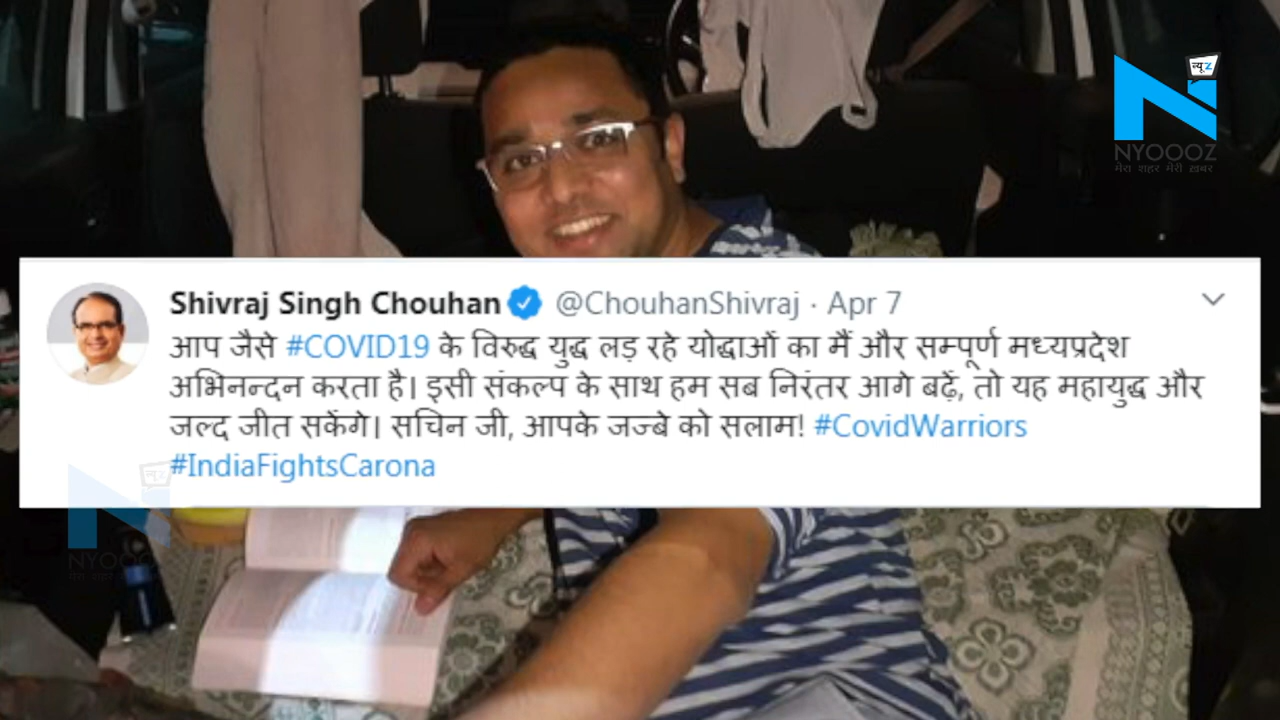 न्यूz
NYOOOZ
मेरा शहर मेरी ख़बर
Shivraj Singh Chouhan @ChouhanShivraj · Apr 7
आप जैसे #COVID19 के विरुद्ध युद्ध लड़ रहे योद्धाओं का मैं और सम्पूर्ण मध्यप्रदेश
अभिनन्दन करता है। इसी संकल्प के साथ हम सब निरंतर आगे बढ़ें, तो यह महायुद्ध और
जल्द जीत सकेंगे। सचिन जी, आपके जज्बे को सलाम! #CovidWarriors
#IndiaFightsCarona
न्यूz
NYOOOZ